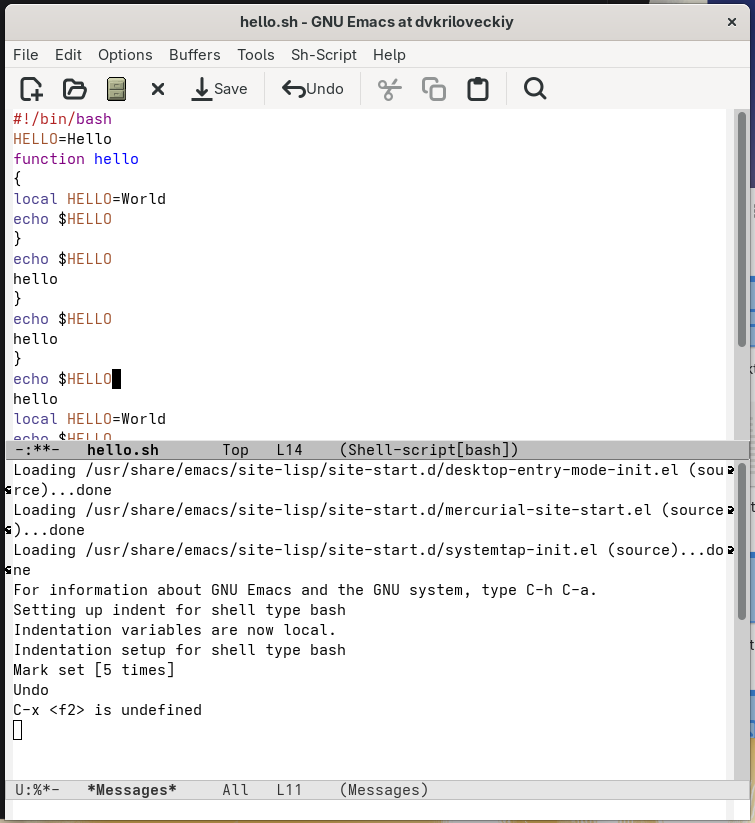 hello.sh - GNU Emacs at dvkriloveckiy
File Edit Options Buffers Tools Sh-Script Help
Save Undo
#!/bin/bash
HELLO=Hello
function hello
{
local HELLO=World
echo $HELLO
}
echo $HELLO
hello
}
echo $HELLO
hello
}
echo $HELLO
hello
local HELLO=World
echo $HELLO
-:**- hello.sh Top L14 (Shell-script[bash])
Loading /usr/share/emacs/site-lisp/site-start.d/desktop-entry-mode-init.el (sou
rce)...done
Loading /usr/share/emacs/site-lisp/site-start.d/mercurial-site-start.el (source
)...done
Loading /usr/share/emacs/site-lisp/site-start.d/systemtap-init.el (source)...do
ne
For information about GNU Emacs and the GNU system, type C-h C-a.
Setting up indent for shell type bash
Indentation variables are now local.
Indentation setup for shell type bash
Mark set [5 times]
Undo
C-x <f2> is undefined
U:%*- *Messages* All L11 (Messages)